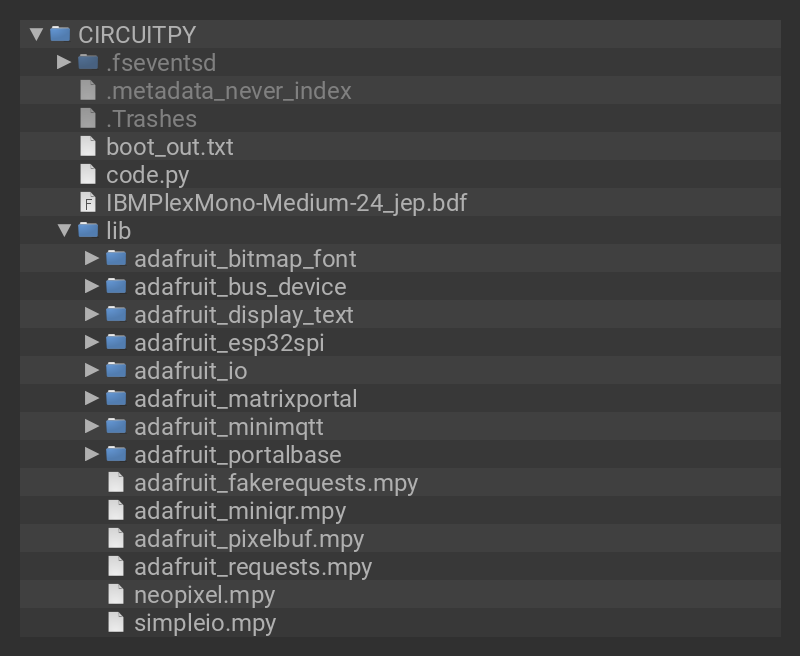 CIRCUITPY
.fseventsd
.metadata_never_index
.Trashes
boot_out.txt
code.py
F IBMPlexMono-Medium-24_jep.bdf
lib
adafruit_bitmap_font
adafruit_bus_device
adafruit_display_text
adafruit_esp32spi
adafruit_io
adafruit_matrixportal
adafruit_minimqtt
adafruit_portalbase
adafruit_fakerequests.mpy
adafruit_miniqr.mpy
adafruit_pixelbuf.mpy
adafruit_requests.mpy
neopixel.mpy
simpleio.mpy